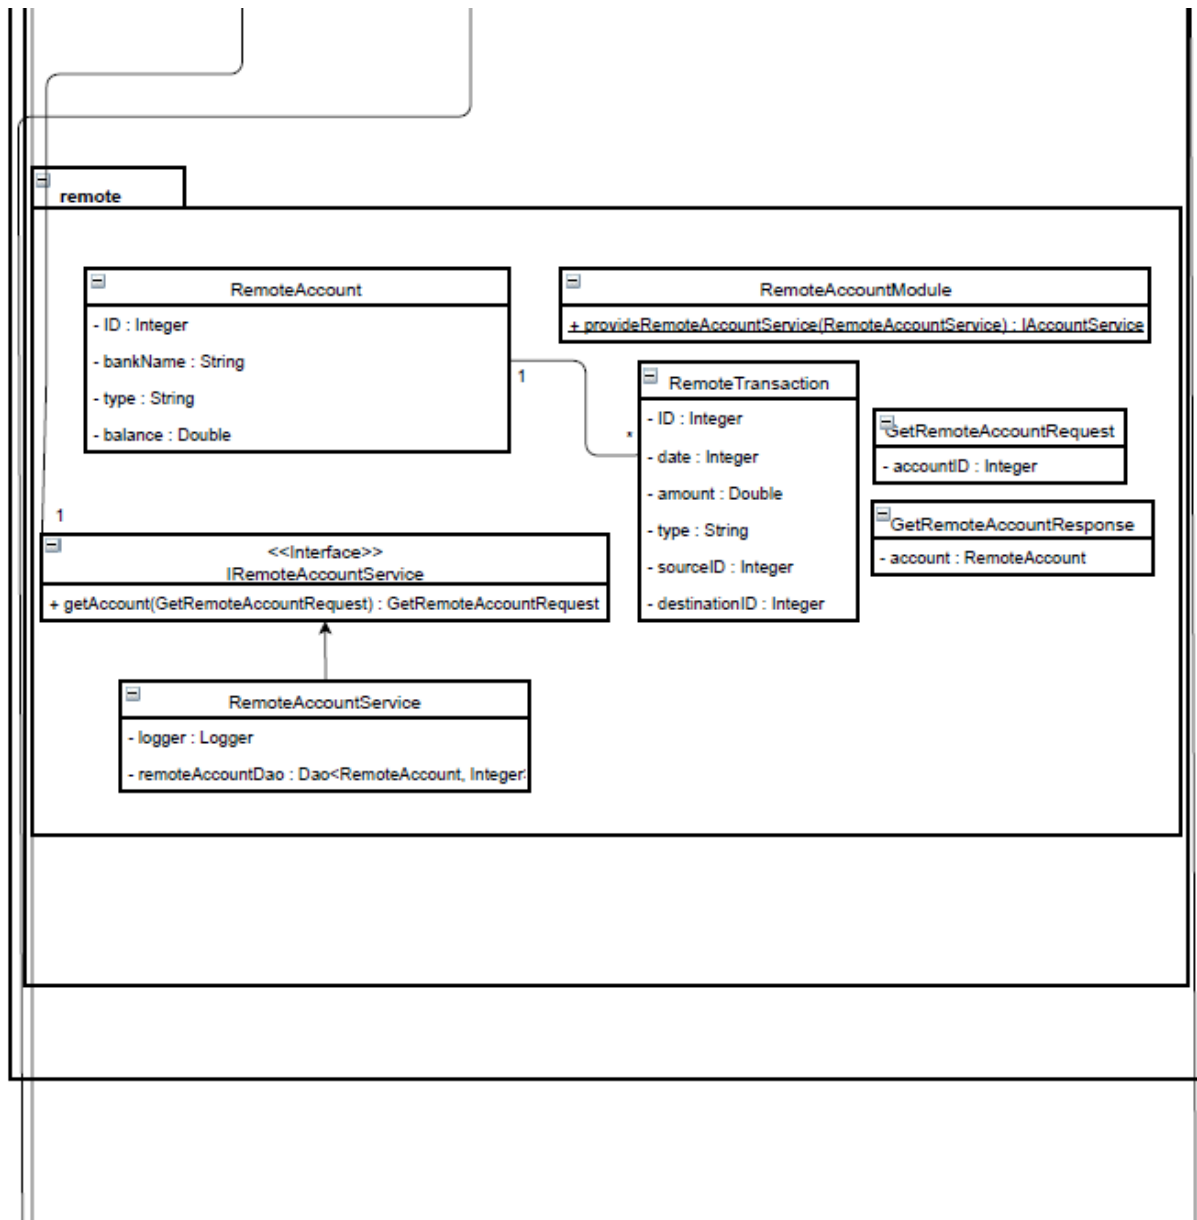 remote
RemoteAccount
- ID : Integer
- bankName : String
- type : String
- balance : Double
RemoteAccountModule
+ provideRemoteAccountService(RemoteAccountService) : IAccountService
1
*
RemoteTransaction
- ID : Integer
- date : Integer
- amount : Double
- type : String
- sourceID : Integer
- destinationID : Integer
GetRemoteAccountRequest
- accountID : Integer
GetRemoteAccountResponse
- account : RemoteAccount
1
<<Interface>>
IRemoteAccountService
+ getAccount(GetRemoteAccountRequest) : GetRemoteAccountRequest
RemoteAccountService
- logger : Logger
- remoteAccountDao : Dao<RemoteAccount, Integer>